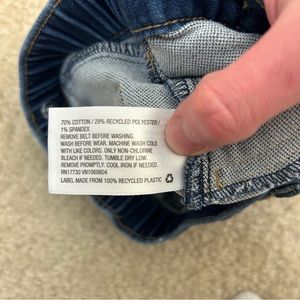 70% COTTON / 29% RECYCLED POLYESTER/
1% SPANDEX
REMOVE BELT BEFORE WASHING.
WASH BEFORE WEAR. MACHINE WASH COLD
WITH LIKE COLORS. ONLY NON-CHLORINE
BLEACH IF NEEDED. TUMBLE DRY LOW.
REMOVE PROMPTLY. COOL IRON IF NEEDED.
RN17730 VN1069804
LABEL MADE FROM 100% RECYCLED PLASTIC